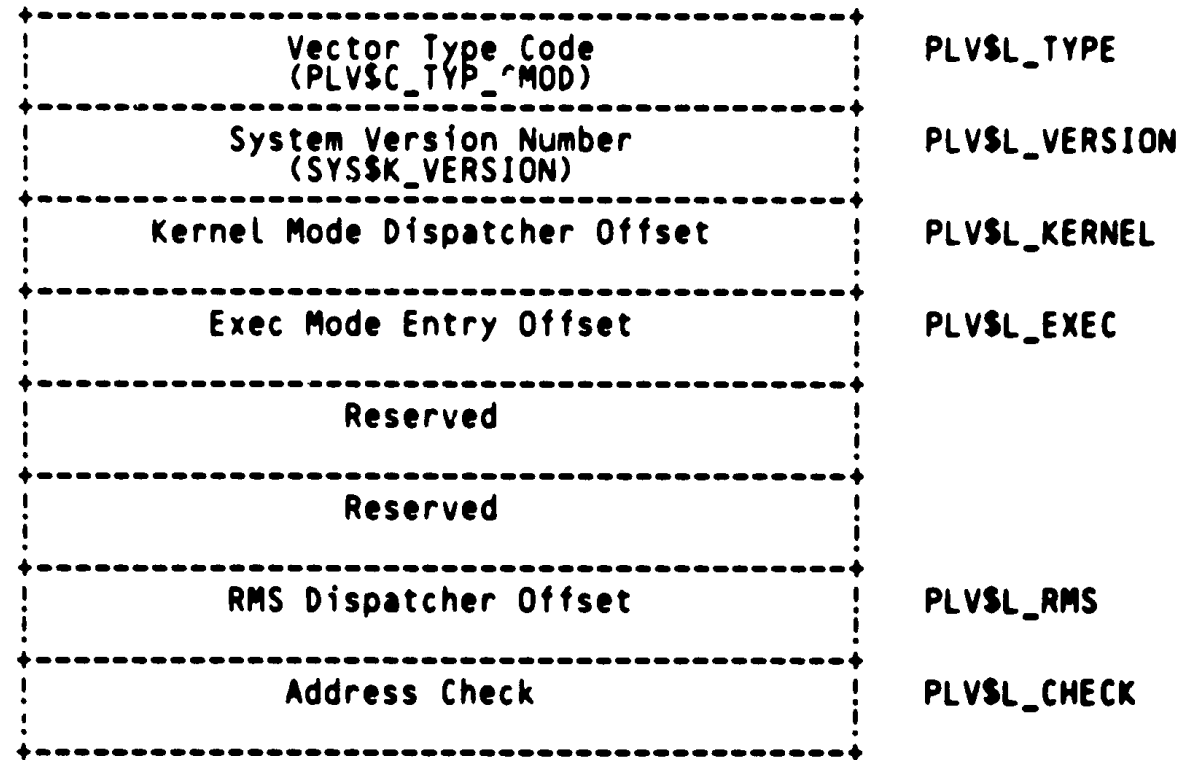 Vector Type Code PLV$L_TYPE
(PLV$C_TYP_ MOD)
System Version Number PLV$L_VERSION
(SYS$K_VERSION)
Kernel Mode Dispatcher Offset PLV$L_KERNEL
Exec Mode Entry Offset PLV$L_EXEC
Reserved
Reserved
RMS Dispatcher Offset PLV$L_RMS
Address Check PLV$L_CHECK